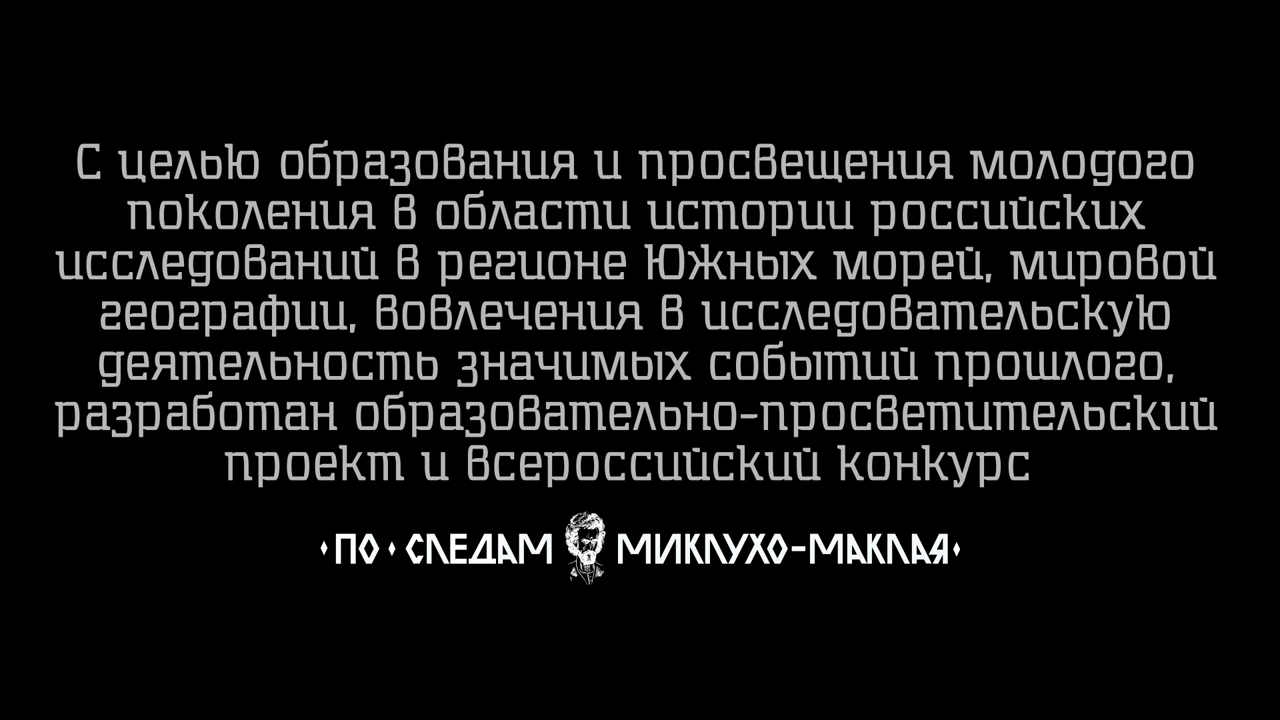 С целью образования и просвещения молодого
поколения в области истории российских
исследований в регионе Южных морей, мировой
географии, вовлечения в исследовательскую
деятельность значимых событий прошлого,
разработан образовательно-просветительский
проект и всероссийский конкурс
ПО СЛЕДАМ МИКЛУХО-МАКЛАЯ